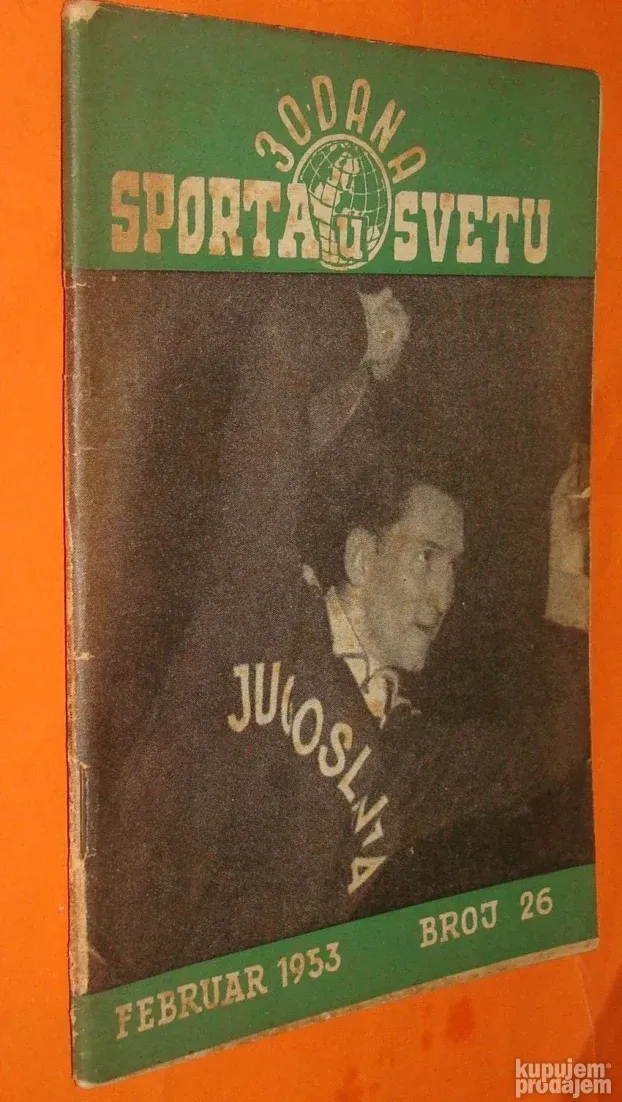 30 DANA
SPORTA u SVETU
JUGOSLAVIJA
FEBRUAR 1953 BROJ 26
kupujem
prodajem